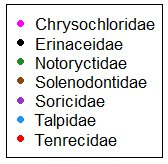 Chrysochloridae
Erinaceidae
Notoryctidae
Solenodontidae
Soricidae
Talpidae
Tenrecidae